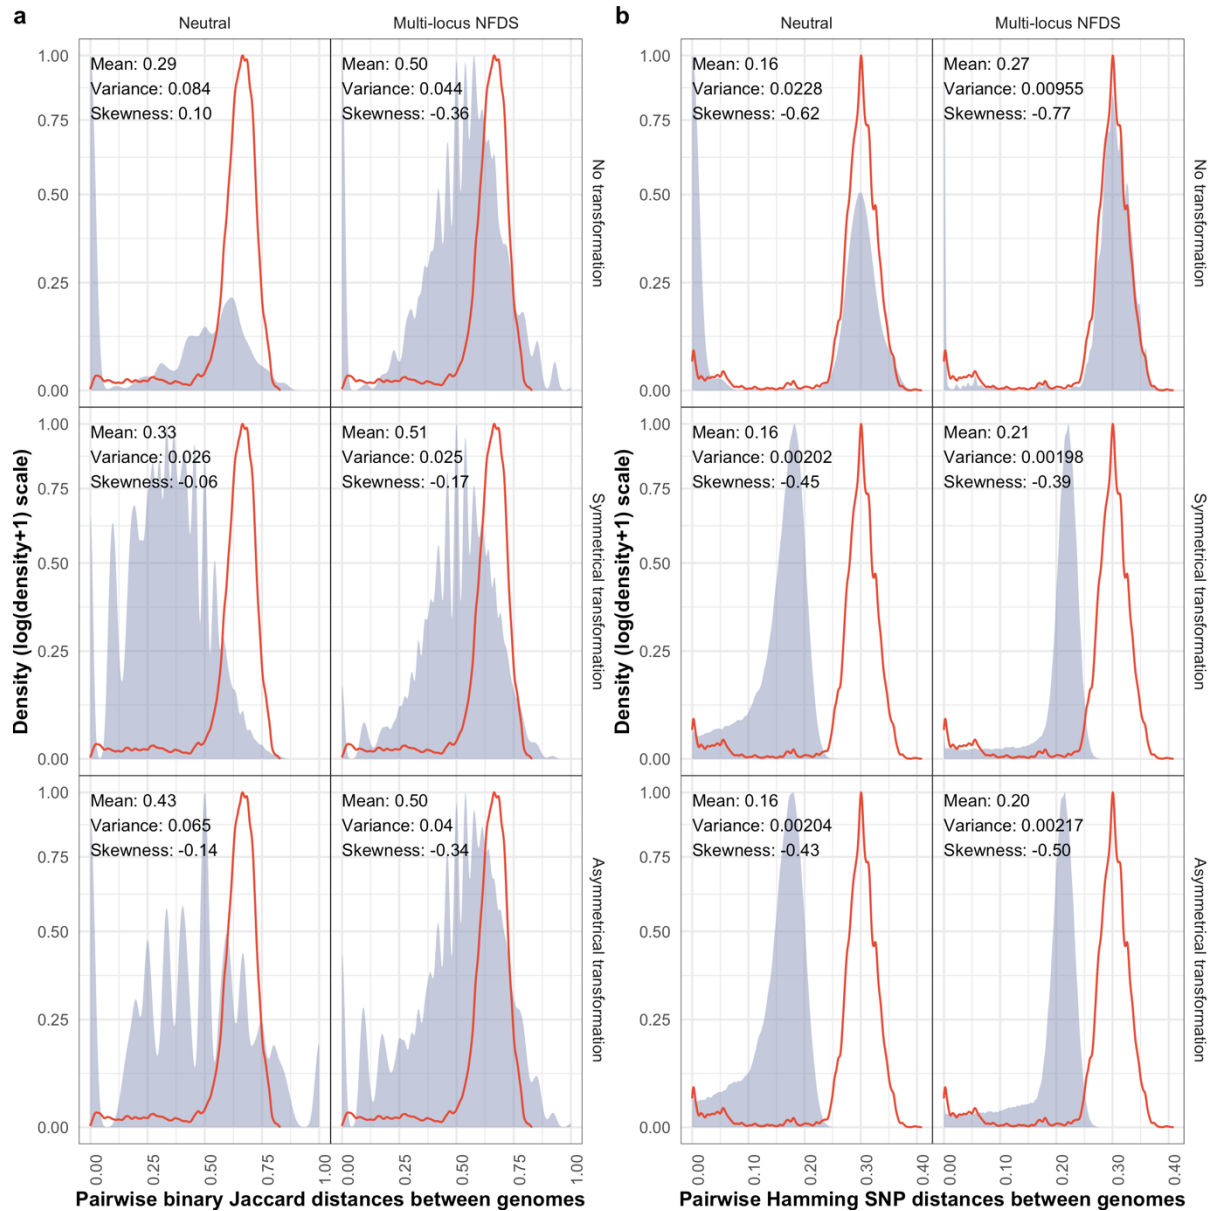 a
Neutral
Multi-locus NFDS
Density (log(density+1) scale)
1.00
0.75
0.50
0.25
0.00
Mean: 0.29
Variance: 0.084
Skewness: 0.10
Mean: 0.50
Variance: 0.044
Skewness: -0.36
No transformation
1.00
0.75
0.50
0.25
0.00
Mean: 0.33
Variance: 0.026
Skewness: -0.06
Mean: 0.51
Variance: 0.025
Skewness: -0.17
Symmetrical transformation
1.00
0.75
0.50
0.25
0.00
Mean: 0.43
Variance: 0.065
Skewness: -0.14
Mean: 0.50
Variance: 0.04
Skewness: -0.34
Asymmetrical transformation
0.00
0.25
0.50
0.75
1.00
0.00
0.25
0.50
0.75
1.00
Pairwise binary Jaccard distances between genomes
b
Neutral
Multi-locus NFDS
Density (log(density+1) scale)
1.00
0.75
0.50
0.25
0.00
Mean: 0.16
Variance: 0.0228
Skewness: -0.62
Mean: 0.27
Variance: 0.00955
Skewness: -0.77
No transformation
1.00
0.75
0.50
0.25
0.00
Mean: 0.16
Variance: 0.00202
Skewness: -0.45
Mean: 0.21
Variance: 0.00198
Skewness: -0.39
Symmetrical transformation
1.00
0.75
0.50
0.25
0.00
Mean: 0.16
Variance: 0.00204
Skewness: -0.43
Mean: 0.20
Variance: 0.00217
Skewness: -0.50
Asymmetrical transformation
0.00
0.10
0.20
0.30
0.40
0.00
0.10
0.20
0.30
0.40
Pairwise Hamming SNP distances between genomes